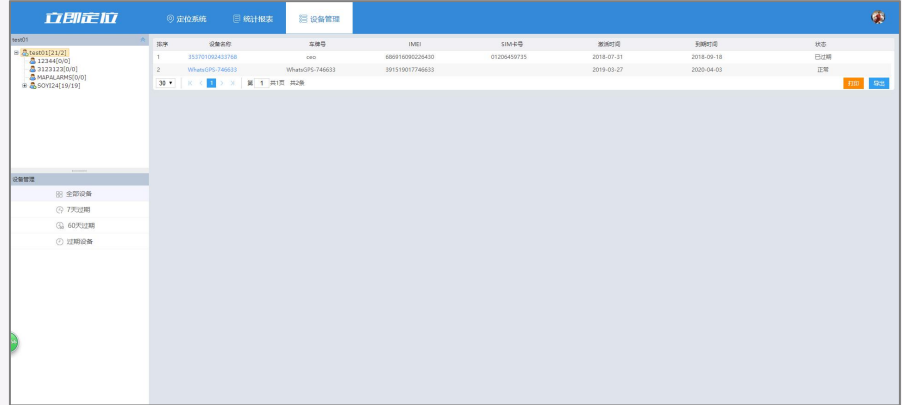 立即定位 定位系统 统计报表 设备管理
test01
test01[21/2]
12344[0/0]
3123123[0/0]
MAPALARMS[0/0]
SOYI24[19/19]
排序 设备名称 车牌号 IMEI SIM卡号 激活时间 到期时间 状态
1 353701092433768 ceo 686916090226430 01206459735 2018-07-31 2018-09-18 已过期
2 WhatsGPS-746633 WhatsGPS-746633 391519017746633 2019-03-27 2020-04-03 正常
30 1 第 1 共1页 共2条 打印 导出
设备管理
全部设备
7天过期
60天过期
过期设备